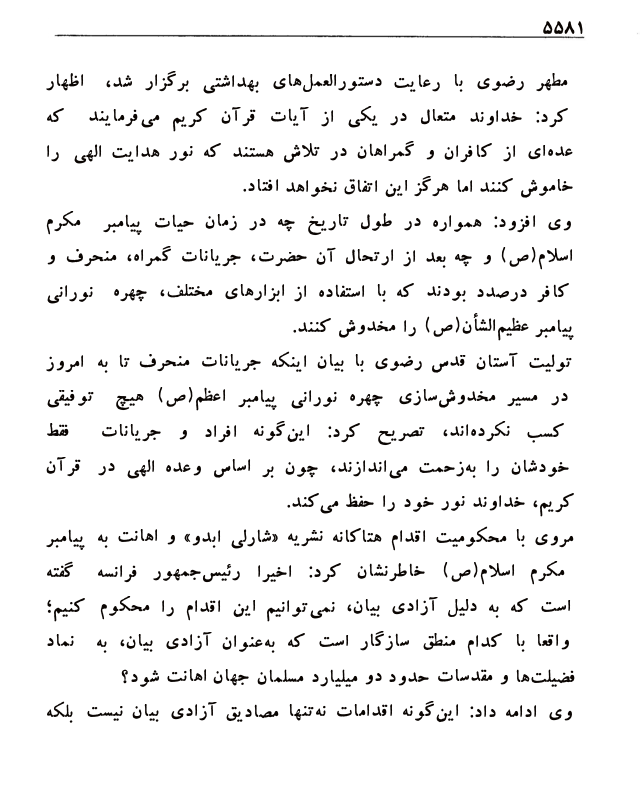 ۵۵۸۱
مطهر رضوی با رعایت دستورالعمل‌های بهداشتی برگزار شد، اظهار
کرد: خداوند متعال در یکی از آیات قرآن کریم می‌فرمایند که
عده‌ای از کافران و گمراهان در تلاش هستند که نور هدایت الهی را
خاموش کنند اما هرگز این اتفاق نخواهد افتاد.
وی افزود: همواره در طول تاریخ چه در زمان حیات پیامبر مکرم
اسلام(ص) و چه بعد از ارتحال آن حضرت، جریانات گمراه، منحرف و
کافر درصدد بودند که با استفاده از ابزارهای مختلف، چهره نورانی
پیامبر عظیم‌الشأن(ص) را مخدوش کنند.
تولیت آستان قدس رضوی با بیان اینکه جریانات منحرف تا به امروز
در مسیر مخدوش‌سازی چهره نورانی پیامبر اعظم(ص) هیچ توفیقی
کسب نکرده‌اند، تصریح کرد: این‌گونه افراد و جریانات فقط
خودشان را به‌زحمت می‌اندازند، چون بر اساس وعده الهی در قرآن
کریم، خداوند نور خود را حفظ می‌کند.
مروی با محکومیت اقدام هتاکانه نشریه «شارلی ابدو» و اهانت به پیامبر
مکرم اسلام(ص) خاطرنشان کرد: اخیرا رئیس‌جمهور فرانسه گفته
است که به دلیل آزادی بیان، نمی‌توانیم این اقدام را محکوم کنیم؛
واقعا با کدام منطق سازگار است که به‌عنوان آزادی بیان، به نماد
فضیلت‌ها و مقدسات حدود دو میلیارد مسلمان جهان اهانت شود؟
وی ادامه داد: این‌گونه اقدامات نه‌تنها مصادیق آزادی بیان نیست بلکه